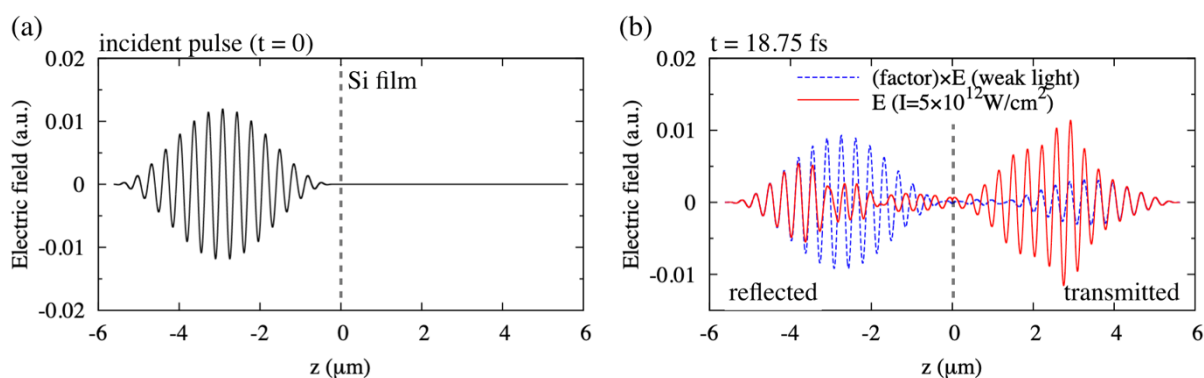 (a)
incident pulse (t = 0)
Si film
Electric field (a.u.)
0.02
0.01
0
-0.01
-0.02
-6
-4
-2
0
2
4
6
z (μm)
(b)
t = 18.75 fs
(factor)×E (weak light)
E (I=5×10¹²W/cm²)
Electric field (a.u.)
0.02
0.01
0
-0.01
reflected
transmitted
-6
-4
-2
0
2
4
6
z (μm)